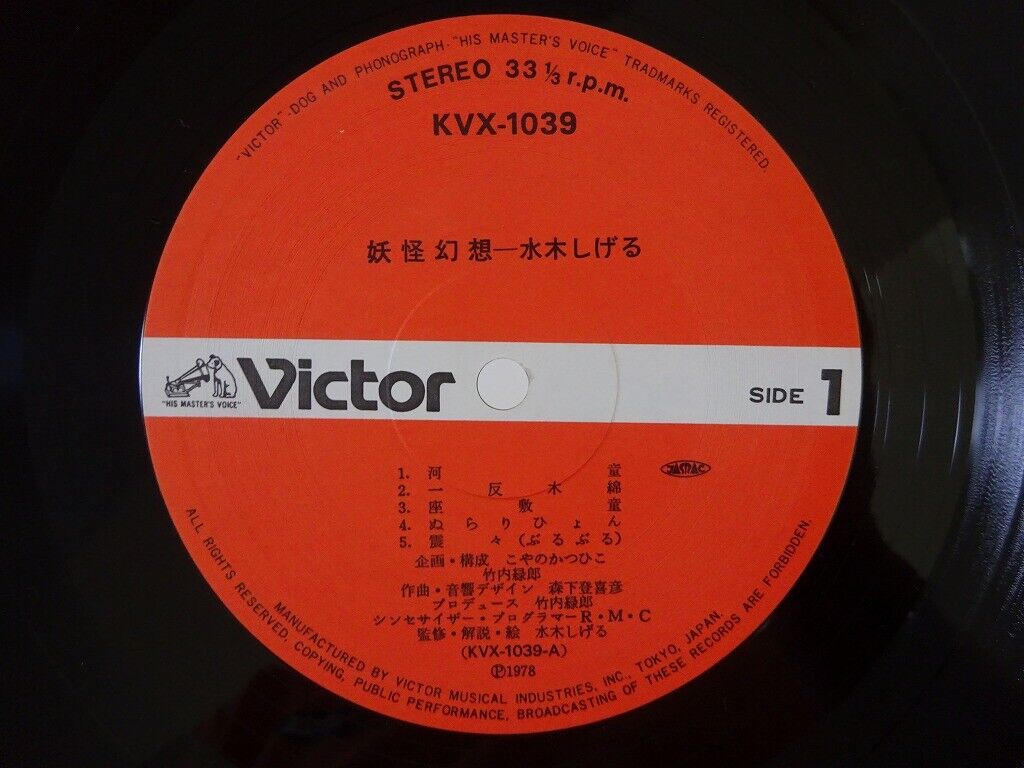 "VICTOR"-DOG AND PHONOGRAPH-"HIS MASTER'S VOICE" TRADMARKS REGISTERED.
STEREO 33 1/3 r.p.m.
KVX-1039
妖怪幻想—水木しげる
"HIS MASTER'S VOICE"
Victor
SIDE 1
1. 河童
JASRAC
2. 一反木綿
3. 座敷童
4. ぬらりひょん
5. 震々(ぶるぶる)
企画・構成 こやのかつひこ
竹内緑郎
作曲・音響デザイン 森下登喜彦
プロデュース 竹内緑郎
シンセサイザー・プログラマーR・M・C
監修・解説・絵 水木しげる
(KVX-1039-A)
Ⓟ1978
MANUFACTURED BY VICTOR MUSICAL INDUSTRIES, INC., TOKYO, JAPAN.
ALL RIGHTS RESERVED, COPYING, PUBLIC PERFORMANCE, BROADCASTING OF THESE RECORDS ARE FORBIDDEN.